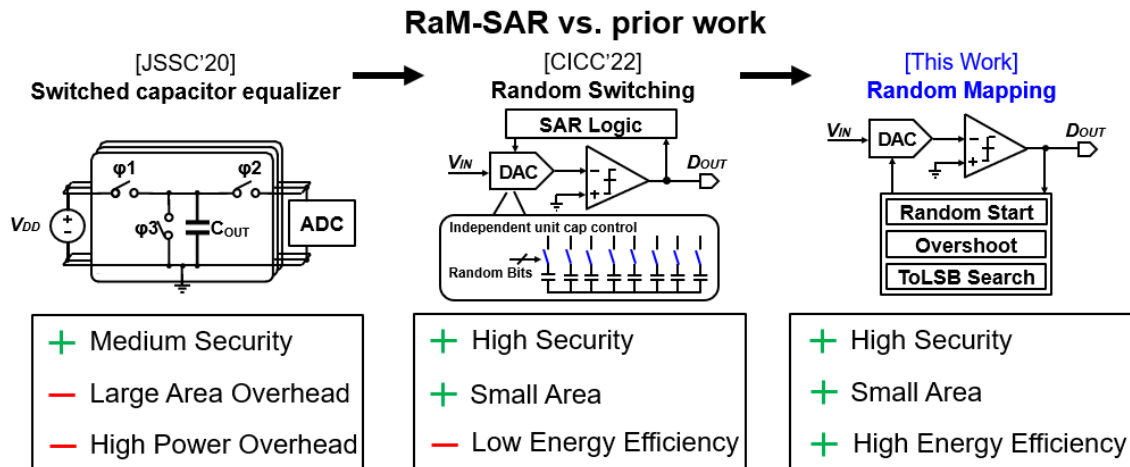 RaM-SAR vs. prior work
[JSSC'20]
Switched capacitor equalizer
φ1
φ2
φ3
VDD
COUT
ADC
+ Medium Security
− Large Area Overhead
− High Power Overhead
[CICC'22]
Random Switching
SAR Logic
VIN
DAC
DOUT
Independent unit cap control
Random Bits
+ High Security
+ Small Area
− Low Energy Efficiency
[This Work]
Random Mapping
VIN
DAC
DOUT
Random Start
Overshoot
ToLSB Search
+ High Security
+ Small Area
+ High Energy Efficiency